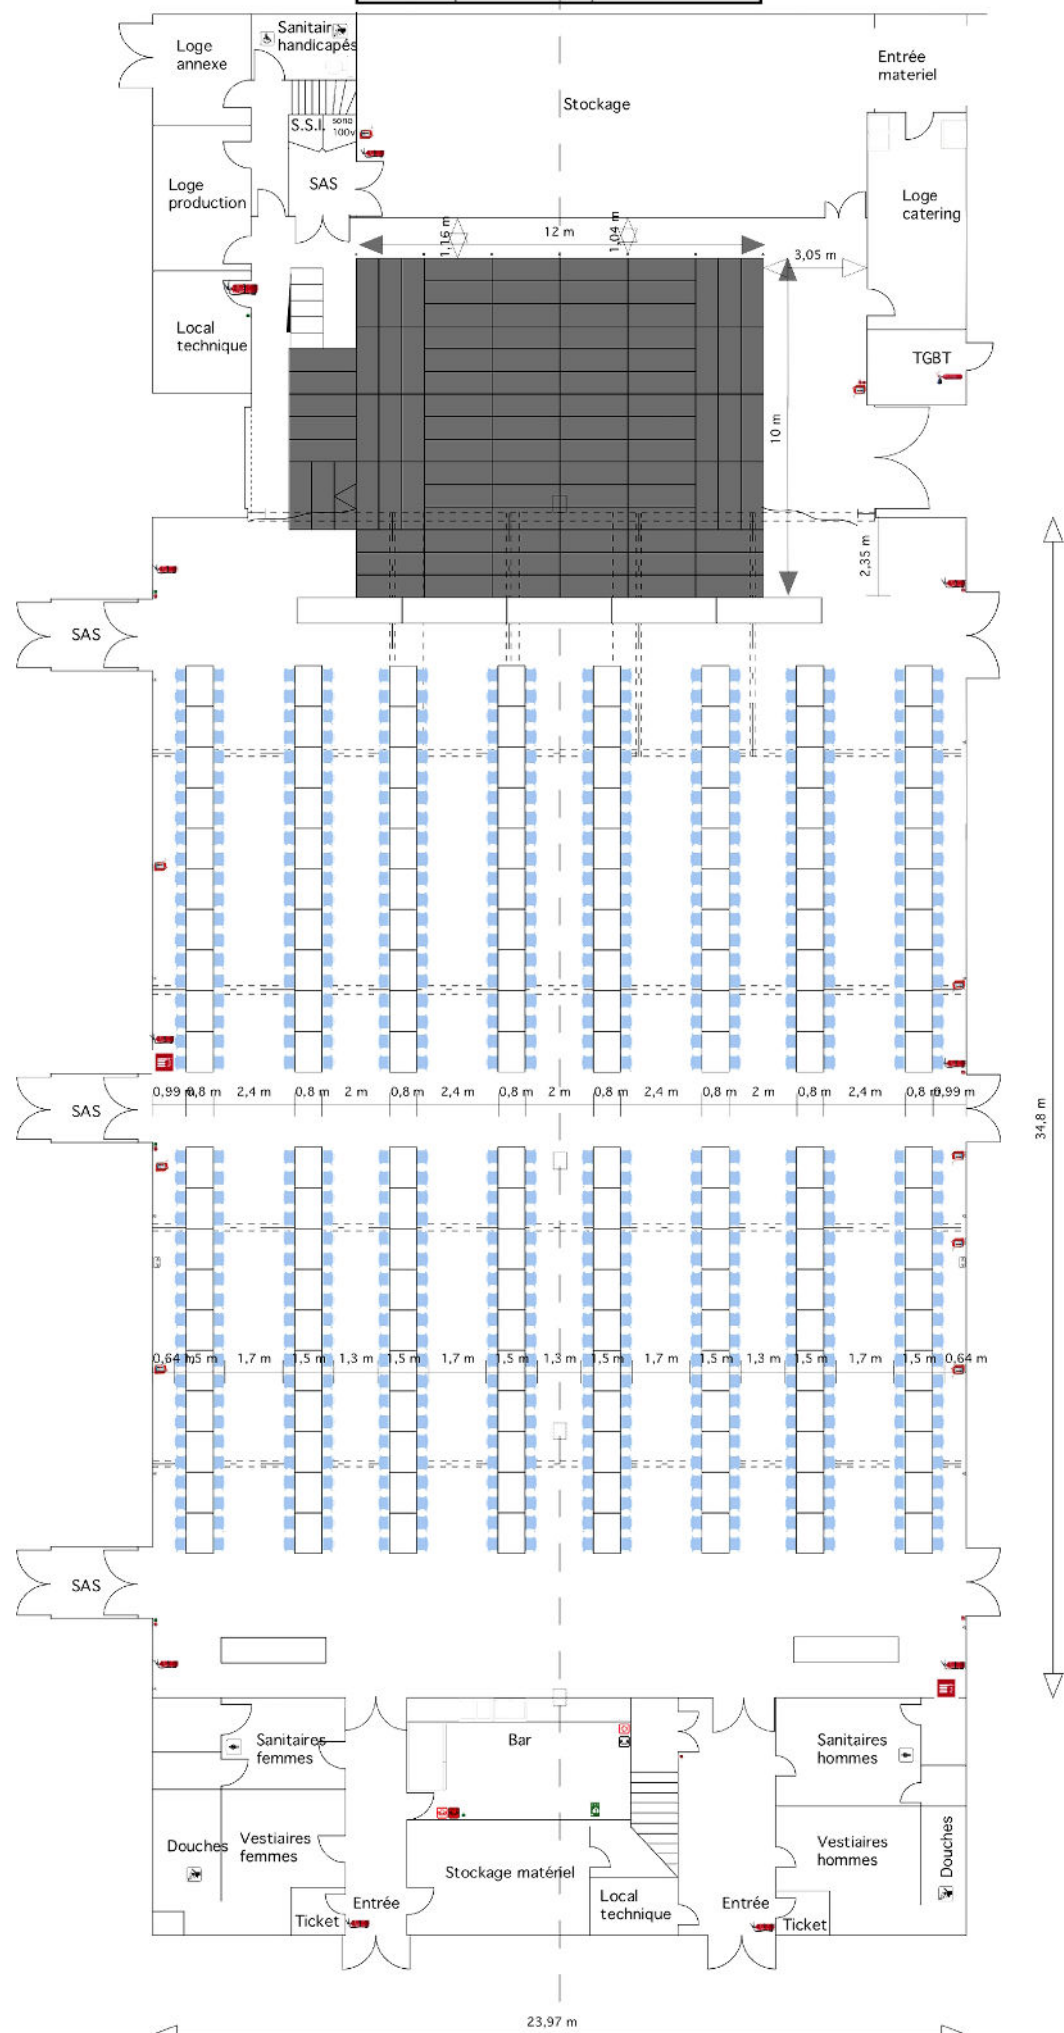 Sanitaires
handicapés
Loge
annexe
Entrée
materiel
Stockage
S.S.I.
sono
100v
SAS
Loge
production
Loge
catering
1,16 m
12 m
1,04 m
3,05 m
Local
technique
TGBT
10 m
2,35 m
SAS
0,99 m
0,8 m
2,4 m
0,8 m
2 m
0,8 m
2,4 m
0,8 m
2 m
0,8 m
2,4 m
0,8 m
2 m
0,8 m
2,4 m
0,8 m
0,99 m
SAS
34,8 m
0,64 m
1,5 m
1,7 m
1,5 m
1,3 m
1,5 m
1,7 m
1,5 m
1,3 m
1,5 m
1,7 m
1,5 m
1,3 m
1,5 m
1,7 m
1,5 m
0,64 m
SAS
Sanitaires
femmes
Bar
Sanitaires
hommes
Douches
Vestiaires
femmes
Stockage matériel
Vestiaires
hommes
Douches
Entrée
Ticket
Local
technique
Entrée
Ticket
23,97 m